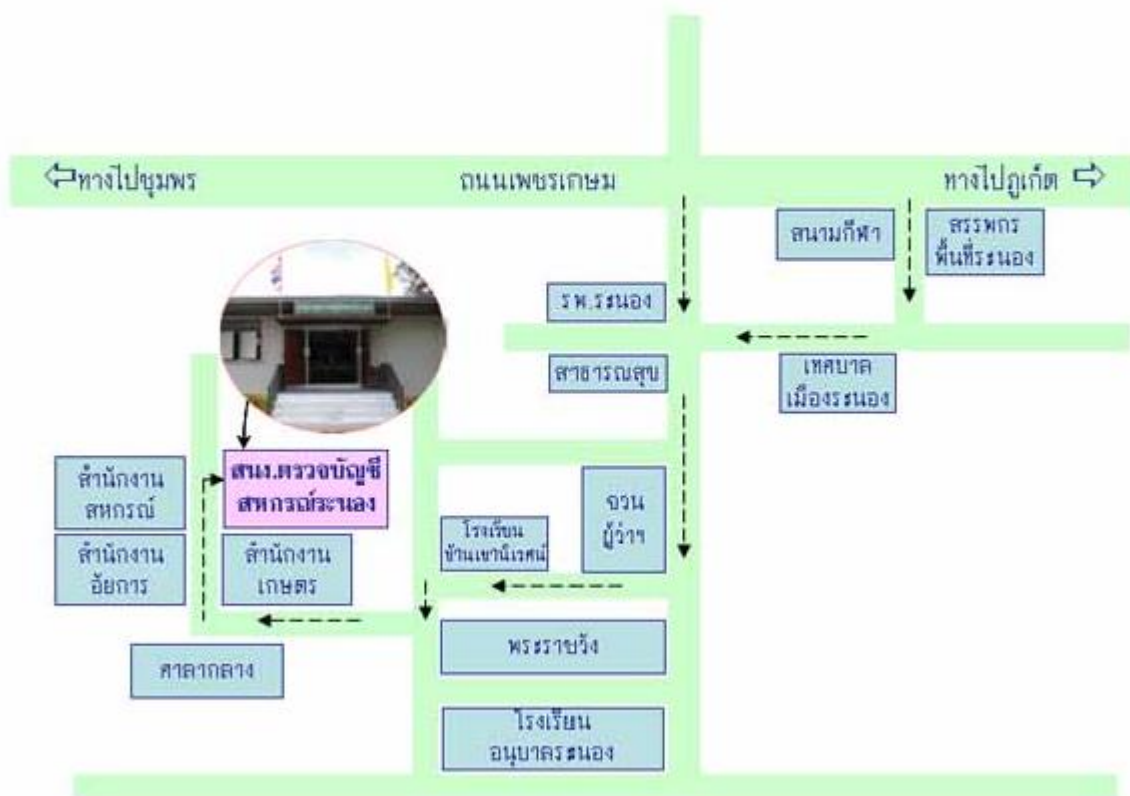 ทางไปชุมพร
ถนนเพชรเกษม
ทางไปภูเก็ต
สนามกีฬา
สรรพกร
พื้นที่ระนอง
รพ.ระนอง
สาธารณสุข
เทศบาล
เมืองระนอง
สำนักงาน
สหกรณ์
สนง.ตรวจบัญชี
สหกรณ์ระนอง
จวน
ผู้ว่าฯ
โรงเรียน
บ้านเขานิเวศน์
สำนักงาน
อัยการ
สำนักงาน
เกษตร
พระราชวัง
ศาลากลาง
โรงเรียน
อนุบาลระนอง